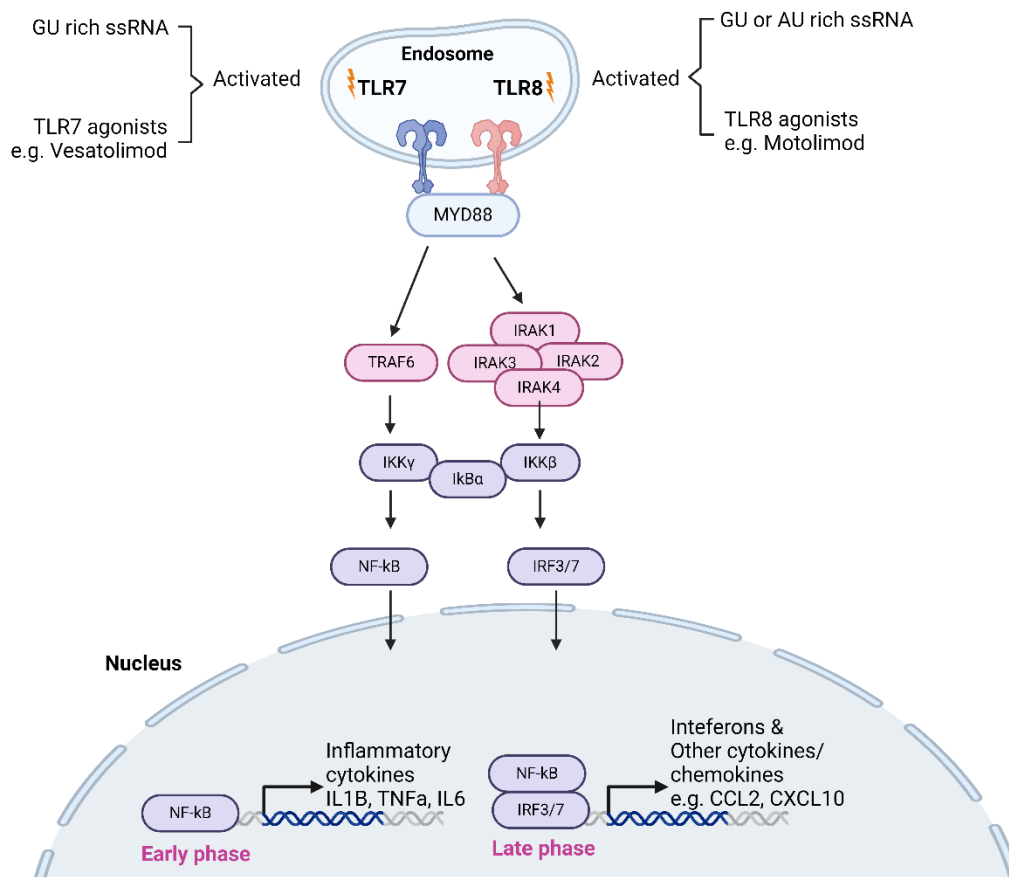 GU rich ssRNA
Activated
TLR7 agonists
e.g. Vesatolimod
Endosome
TLR7
TLR8
GU or AU rich ssRNA
Activated
TLR8 agonists
e.g. Motolimod
MYD88
TRAF6
IRAK1
IRAK3
IRAK2
IRAK4
IKKγ
IkBα
IKKβ
NF-kB
IRF3/7
Nucleus
Inflammatory
cytokines
IL1B, TNFa, IL6
NF-kB
Early phase
Inteferons &
Other cytokines/
chemokines
e.g. CCL2, CXCL10
NF-kB
IRF3/7
Late phase